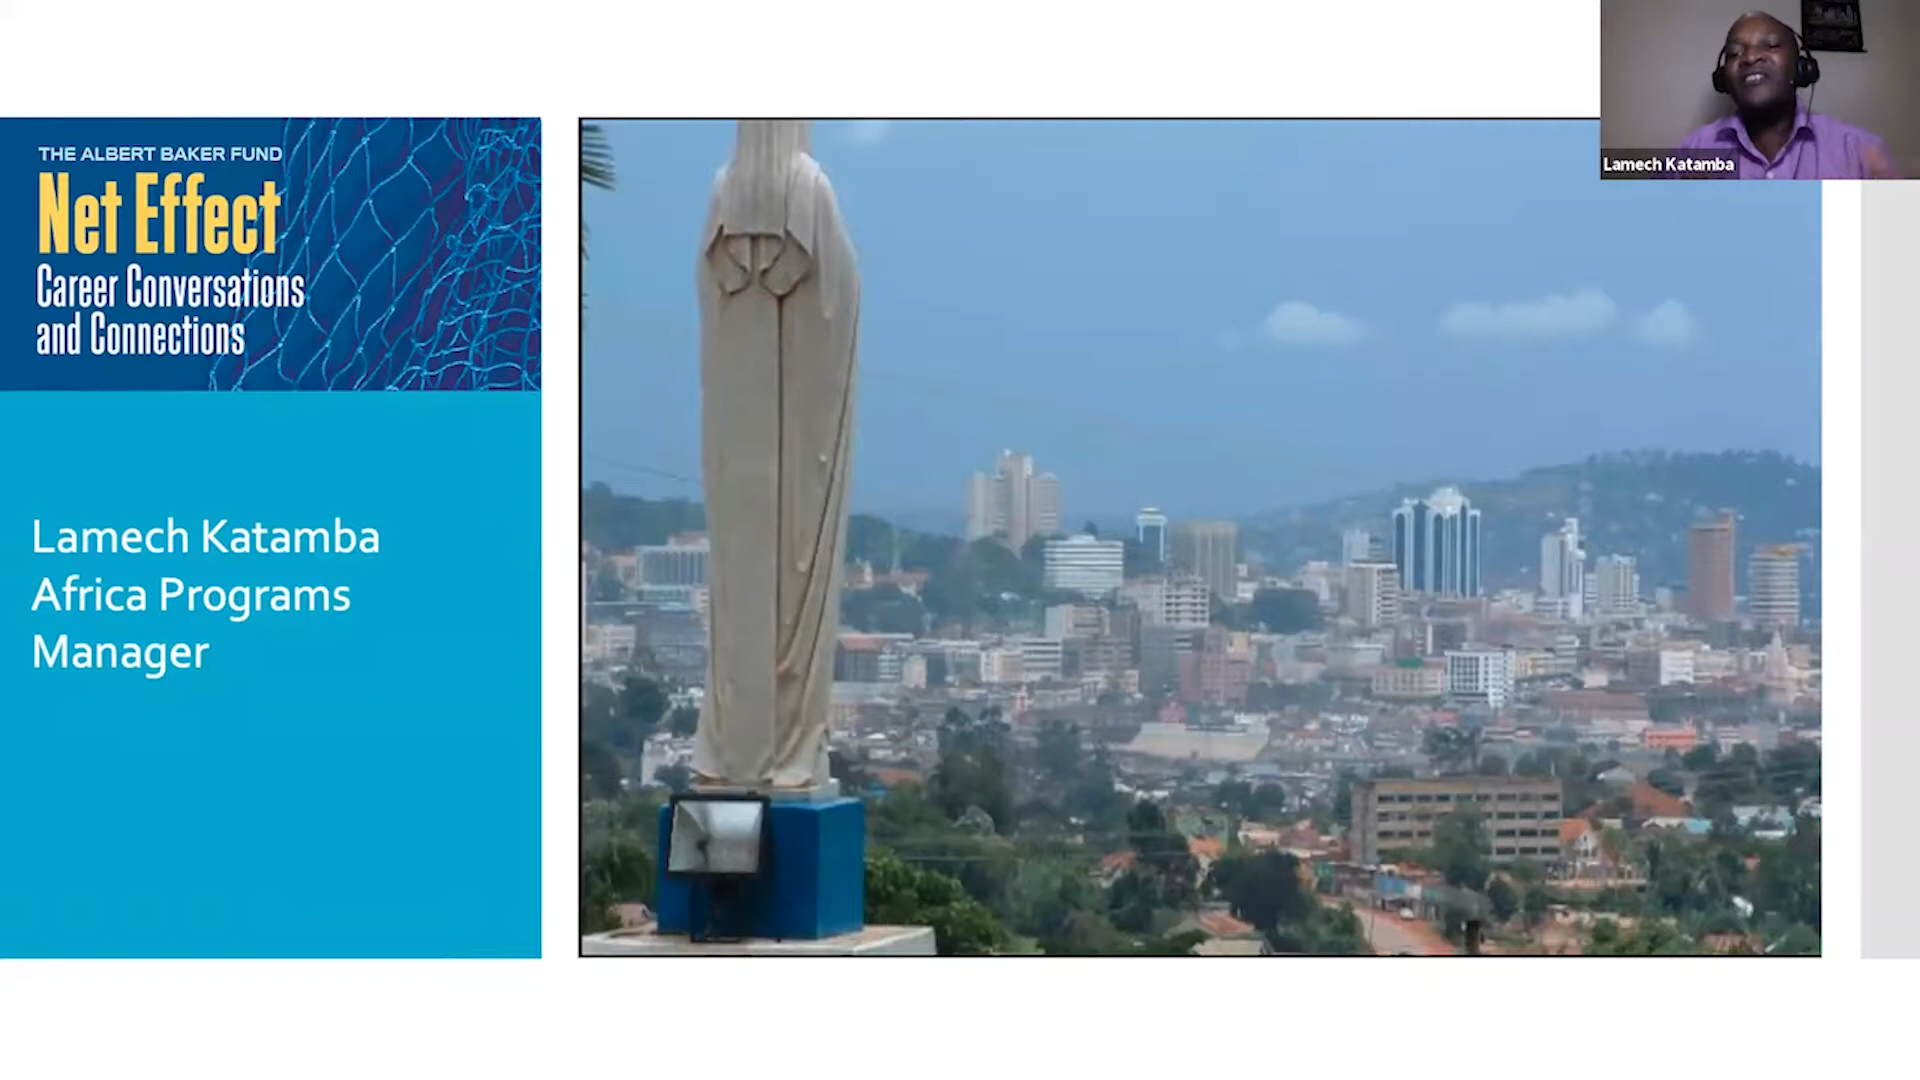 THE ALBERT BAKER FUND
Net Effect
Career Conversations
and Connections
Lamech Katamba
Africa Programs
Manager
Lamech Katamba